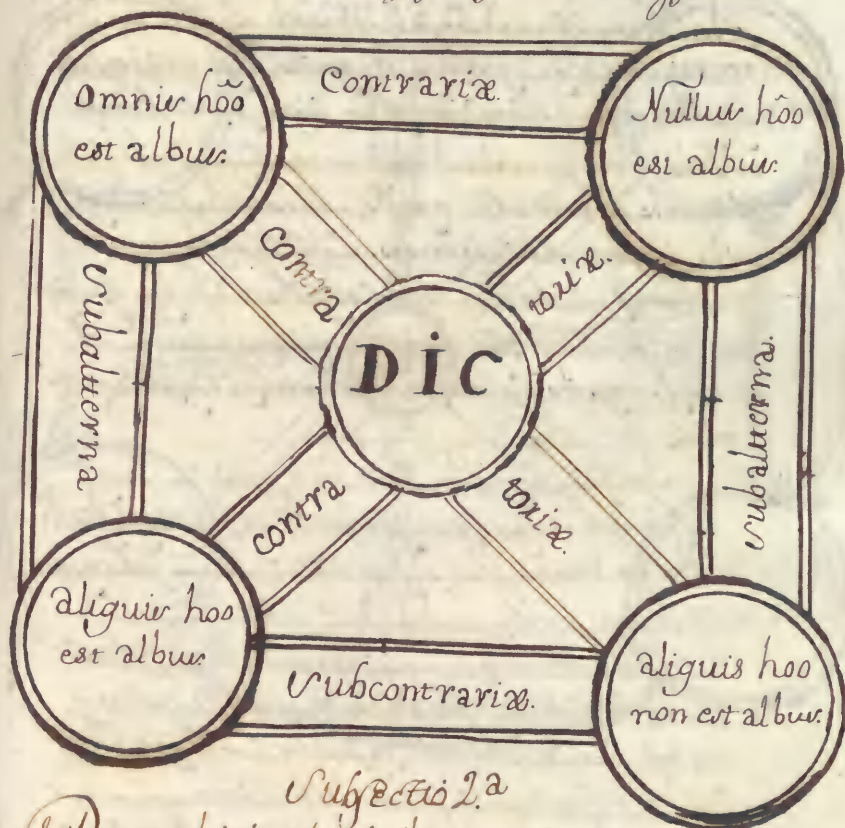 Omnis hõo
est albus.
Contrariæ.
Nullus hôo
est albus.
contra
toriæ.
subalterna
DIC
subalterna.
contra
toriæ.
aliquis hoo
est albus.
Subcontrariæ.
aliquis hoo
non est albus.
Subsectio 2.a